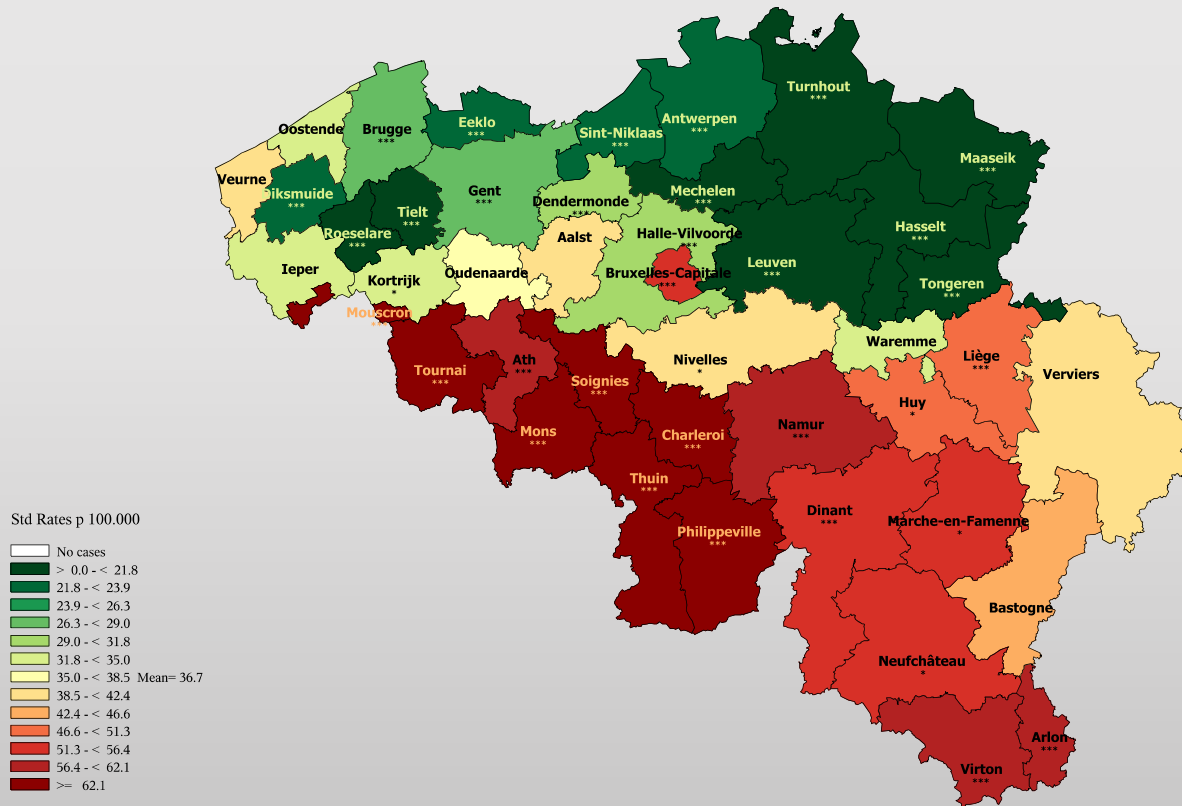 Turnhout
***
Oostende
Brugge
***
Eeklo
***
Sint-Niklaas
***
Antwerpen
***
Maaseik
***
Veurne
Diksmuide
***
Tielt
***
Gent
***
Dendermonde
***
Mechelen
***
Roeselare
***
Aalst
Halle-Vilvoorde
***
Hasselt
***
Ieper
Kortrijk
*
Oudenaarde
Bruxelles-Capitale
***
Leuven
***
Tongeren
***
Mouscron
***
Waremme
Tournai
***
Ath
***
Soignies
***
Nivelles
*
Liège
***
Verviers
Huy
*
Mons
***
Charleroi
***
Namur
***
Thuin
***
Philippeville
***
Dinant
***
Marche-en-Famenne
*
Bastogne
Neufchâteau
*
Arlon
***
Virton
***
Std Rates p 100.000
No cases
> 0.0 - < 21.8
21.8 - < 23.9
23.9 - < 26.3
26.3 - < 29.0
29.0 - < 31.8
31.8 - < 35.0
35.0 - < 38.5 Mean= 36.7
38.5 - < 42.4
42.4 - < 46.6
46.6 - < 51.3
51.3 - < 56.4
56.4 - < 62.1
>= 62.1